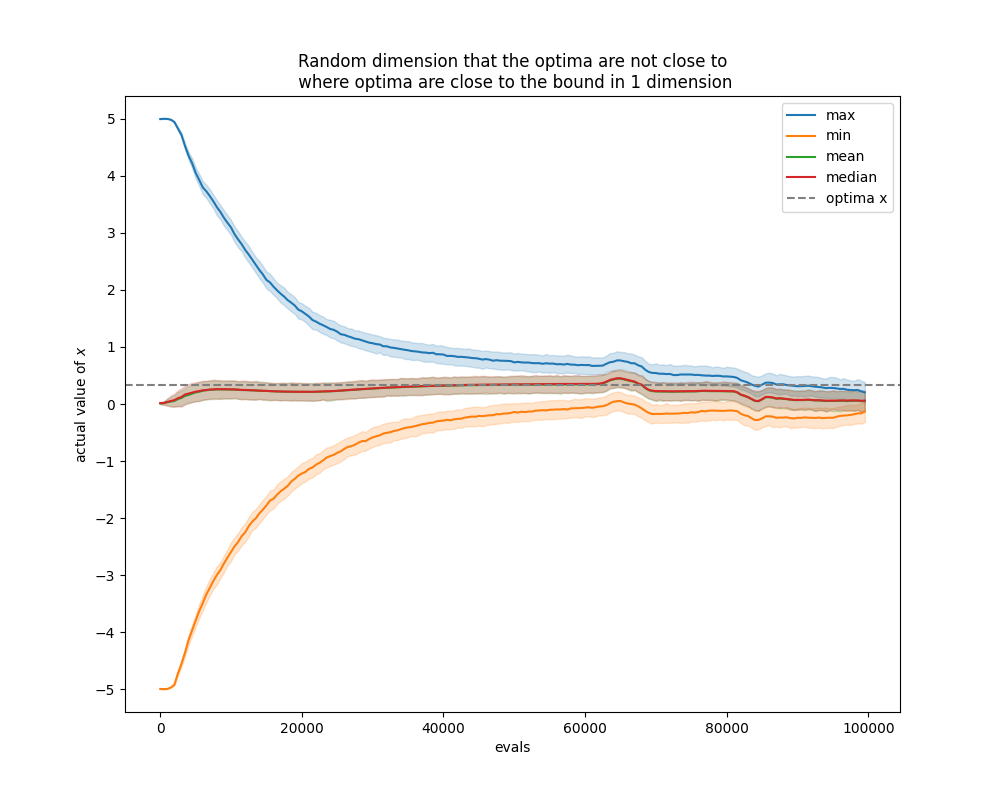 Random dimension that the optima are not close to
where optima are close to the bound in 1 dimension
max
min
mean
median
optima x
actual value of x
5
4
3
2
1
0
−1
−2
−3
−4
−5
0
20000
40000
60000
80000
100000
evals